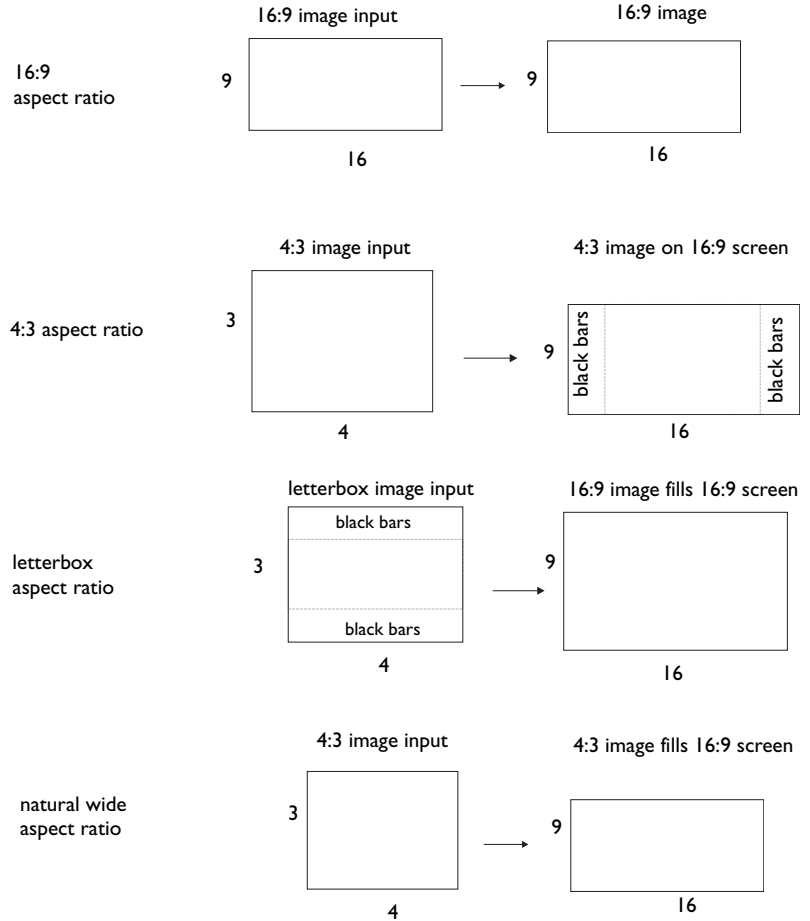 16:9 image input
16:9 image
16:9
aspect ratio
9
9
16
16
4:3 image input
4:3 image on 16:9 screen
4:3 aspect ratio
3
9
black bars
black bars
4
16
letterbox image input
16:9 image fills 16:9 screen
black bars
letterbox
aspect ratio
3
9
black bars
4
16
4:3 image input
4:3 image fills 16:9 screen
natural wide
aspect ratio
3
9
4
16